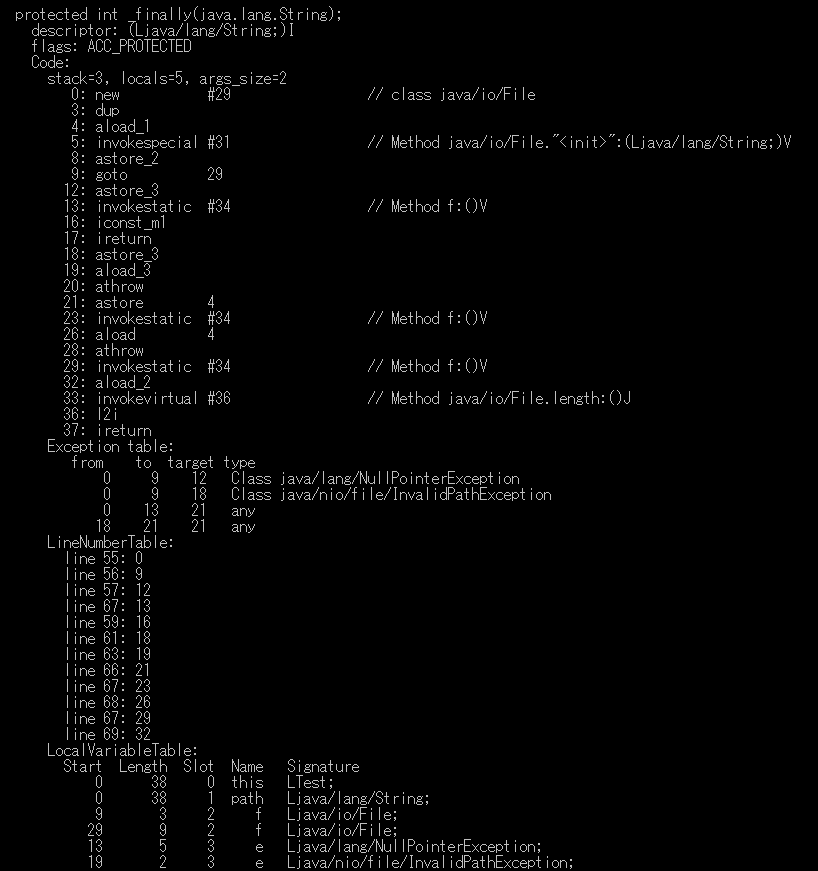 protected int _finally(java.lang.String);
descriptor: (Ljava/lang/String;)I
flags: ACC_PROTECTED
Code:
stack=3, locals=5, args_size=2
0: new #29 // class java/io/File
3: dup
4: aload_1
5: invokespecial #31 // Method java/io/File."<init>":(Ljava/lang/String;)V
8: astore_2
9: goto 29
12: astore_3
13: invokestatic #34 // Method f:()V
16: iconst_m1
17: ireturn
18: astore_3
19: aload_3
20: athrow
21: astore 4
23: invokestatic #34 // Method f:()V
26: aload 4
28: athrow
29: invokestatic #34 // Method f:()V
32: aload_2
33: invokevirtual #36 // Method java/io/File.length:()J
36: l2i
37: ireturn
Exception table:
from to target type
0 9 12 Class java/lang/NullPointerException
0 9 18 Class java/nio/file/InvalidPathException
0 13 21 any
18 21 21 any
LineNumberTable:
line 55: 0
line 56: 9
line 57: 12
line 67: 13
line 59: 16
line 61: 18
line 63: 19
line 66: 21
line 67: 23
line 68: 26
line 67: 29
line 69: 32
LocalVariableTable:
Start Length Slot Name Signature
0 38 0 this LTest;
0 38 1 path Ljava/lang/String;
9 3 2 f Ljava/io/File;
29 9 2 f Ljava/io/File;
13 5 3 e Ljava/lang/NullPointerException;
19 2 3 e Ljava/nio/file/InvalidPathException;